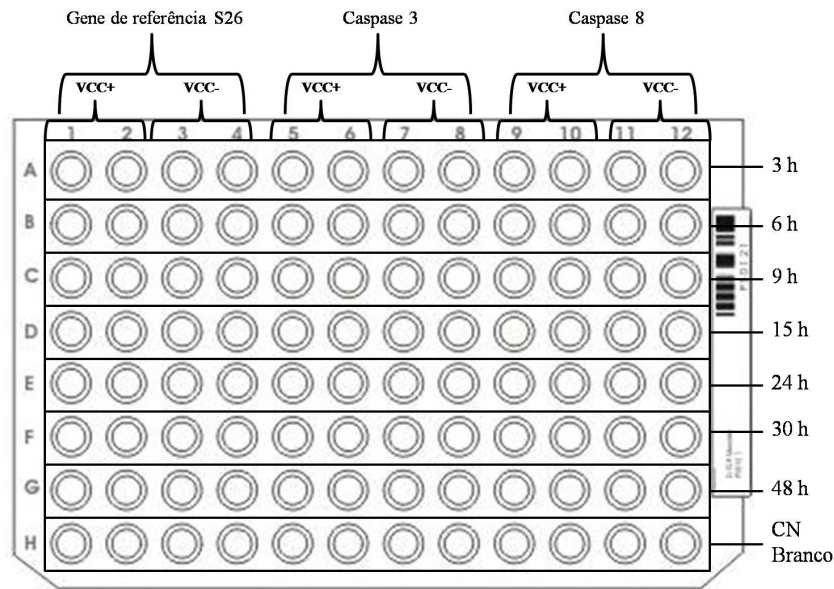 Gene de referência S26 Caspase 3 Caspase 8
VCC+ VCC- VCC+ VCC- VCC+ VCC-
1 2 3 4 5 6 7 8 9 10 11 12
A 3 h
B 6 h
C 9 h
D 15 h
E 24 h
F 30 h
G 48 h
H CN
Branco